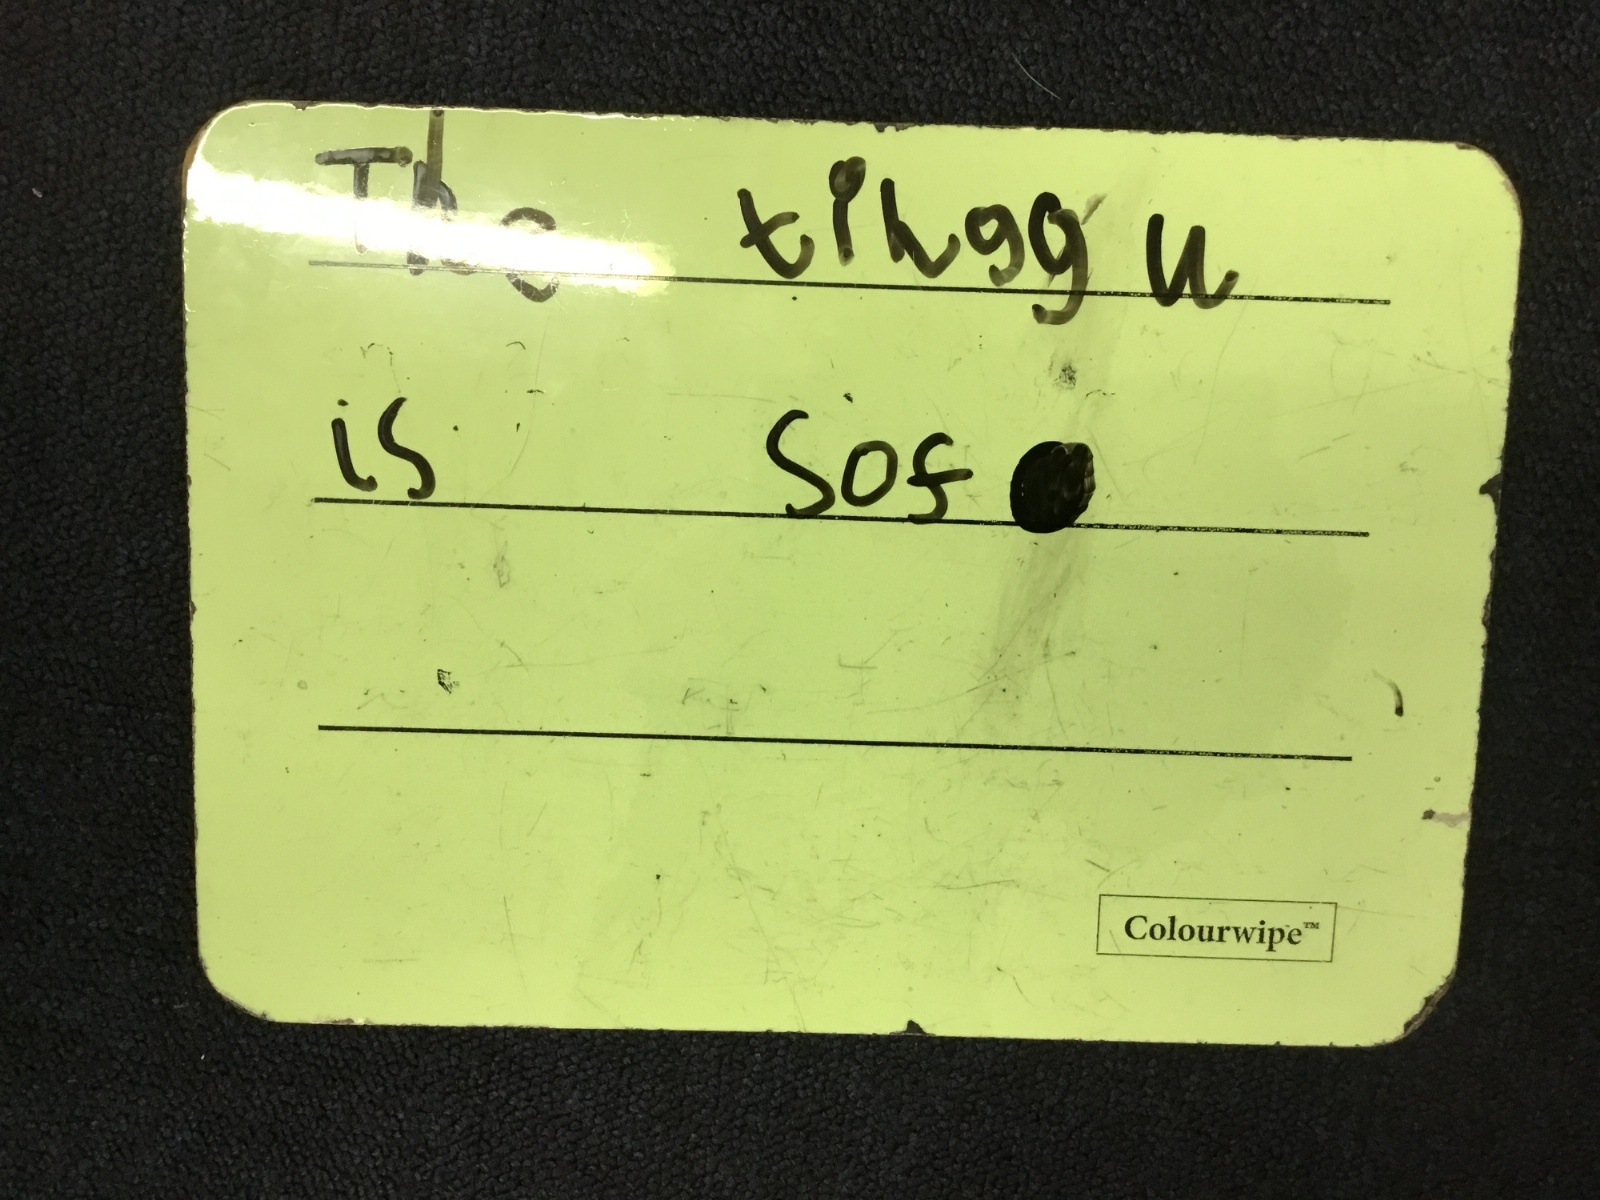 The tihgg u
is sof
Colourwipe™